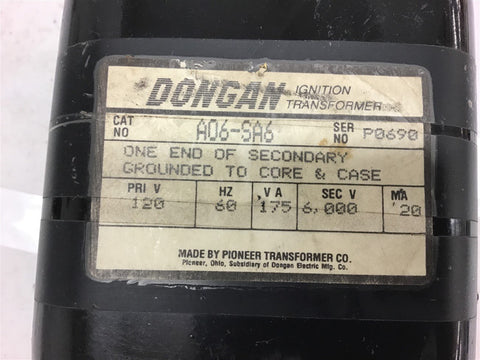 DONGAN IGNITION TRANSFORMER
CAT NO A06-SA6 SER NO P0690
ONE END OF SECONDARY
GROUNDED TO CORE & CASE
PRI V HZ VA SEC V MA
120 60 175 6,000 20
MADE BY PIONEER TRANSFORMER CO.
Pioneer, Ohio, Subsidiary of Dongan Electric Mfg. Co.